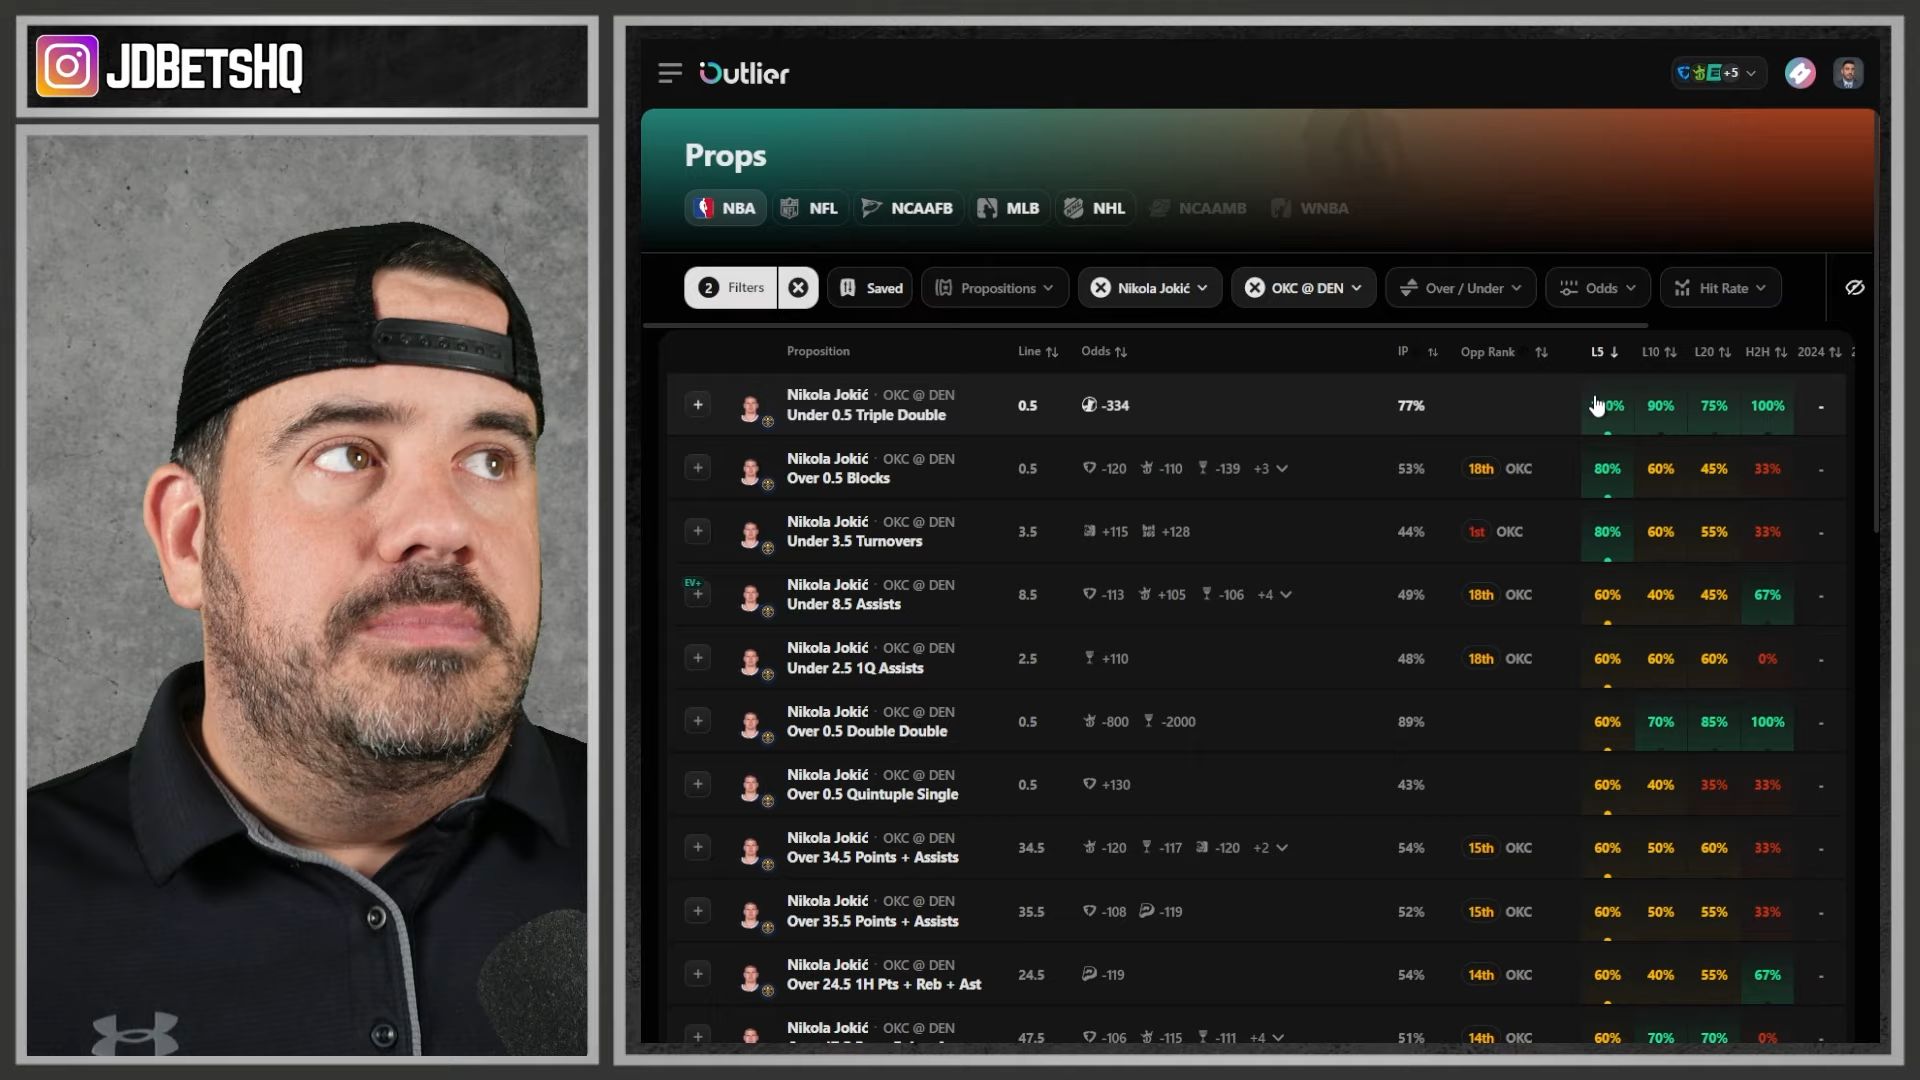 JDBetsHQ
Outlier
+5
Props
NBA NFL NCAAFB MLB NHL NCAAMB WNBA
2 Filters Saved Propositions Nikola Jokić OKC @ DEN Over / Under Odds Hit Rate
Proposition Line Odds IP Opp Rank L5 L10 L20 H2H 2024
Nikola Jokić · OKC @ DEN
Under 0.5 Triple Double 0.5 -334 77% 90% 75% 100% -
Nikola Jokić · OKC @ DEN
Over 0.5 Blocks 0.5 -120 -110 -139 +3 53% 18th OKC 80% 60% 45% 33% -
Nikola Jokić · OKC @ DEN
Under 3.5 Turnovers 3.5 +115 +128 44% 1st OKC 80% 60% 55% 33% -
EV+
Nikola Jokić · OKC @ DEN
Under 8.5 Assists 8.5 -113 +105 -106 +4 49% 18th OKC 60% 40% 45% 67% -
Nikola Jokić · OKC @ DEN
Under 2.5 1Q Assists 2.5 +110 48% 18th OKC 60% 60% 60% 0% -
Nikola Jokić · OKC @ DEN
Over 0.5 Double Double 0.5 -800 -2000 89% 60% 70% 85% 100% -
Nikola Jokić · OKC @ DEN
Over 0.5 Quintuple Single 0.5 +130 43% 60% 40% 35% 33% -
Nikola Jokić · OKC @ DEN
Over 34.5 Points + Assists 34.5 -120 -117 -120 +2 54% 15th OKC 60% 50% 60% 33% -
Nikola Jokić · OKC @ DEN
Over 35.5 Points + Assists 35.5 -108 -119 52% 15th OKC 60% 50% 55% 33% -
Nikola Jokić · OKC @ DEN
Over 24.5 1H Pts + Reb + Ast 24.5 -119 54% 14th OKC 60% 40% 55% 67% -
Nikola Jokić · OKC @ DEN
47.5 -106 -115 -111 +4 51% 14th OKC 60% 70% 70% 0% -